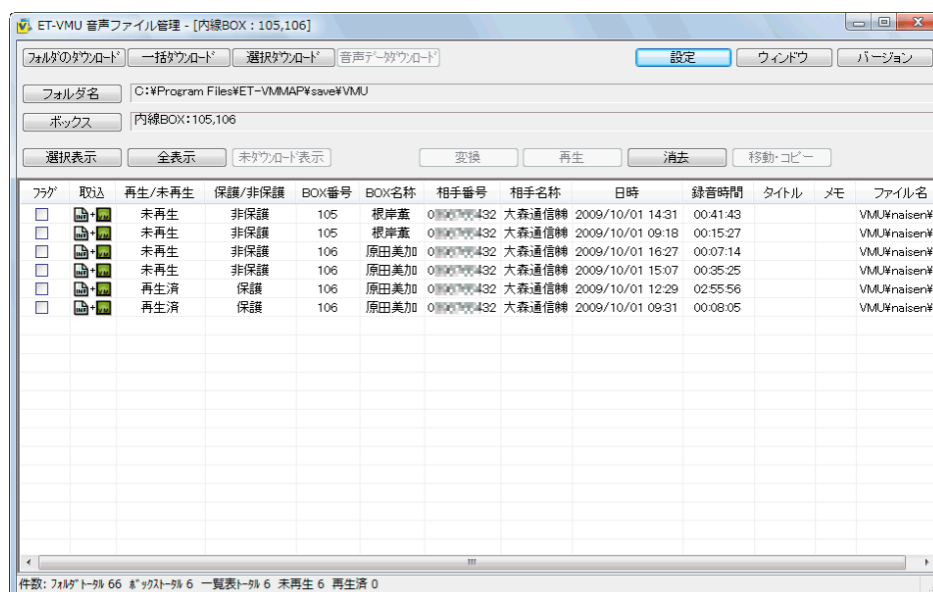 ET-VMU 音声ファイル管理 - [内線BOX：105,106]
ﾌｫﾙﾀﾞのﾀﾞｳﾝﾛｰﾄﾞ 一括ﾀﾞｳﾝﾛｰﾄﾞ 選択ﾀﾞｳﾝﾛｰﾄﾞ 音声ﾃﾞｰﾀﾀﾞｳﾝﾛｰﾄﾞ 設定 ウィンドウ バージョン
フォルダ名 C:¥Program Files¥ET-VMMAP¥save¥VMU
ボックス 内線BOX：105,106
選択表示 全表示 未ﾀﾞｳﾝﾛｰﾄﾞ表示 変換 再生 消去 移動・コピー
ﾌﾗｸﾞ 取込 再生/未再生 保護/非保護 BOX番号 BOX名称 相手番号 相手名称 日時 録音時間 タイトル メモ ファイル名
未再生 非保護 105 根岸薫 432 大森通信㈱ 2009/10/01 14:31 00:41:43 VMU¥naisen¥
未再生 非保護 105 根岸薫 432 大森通信㈱ 2009/10/01 09:18 00:15:27 VMU¥naisen¥
未再生 非保護 106 原田美加 432 大森通信㈱ 2009/10/01 16:27 00:07:14 VMU¥naisen¥
未再生 非保護 106 原田美加 432 大森通信㈱ 2009/10/01 15:07 00:35:25 VMU¥naisen¥
再生済 保護 106 原田美加 432 大森通信㈱ 2009/10/01 12:29 02:55:56 VMU¥naisen¥
再生済 保護 106 原田美加 432 大森通信㈱ 2009/10/01 09:31 00:08:05 VMU¥naisen¥
件数: ﾌｫﾙﾀﾞﾄｰﾀﾙ 66 ﾎﾞｯｸｽﾄｰﾀﾙ 6 一覧表ﾄｰﾀﾙ 6 未再生 6 再生済 0